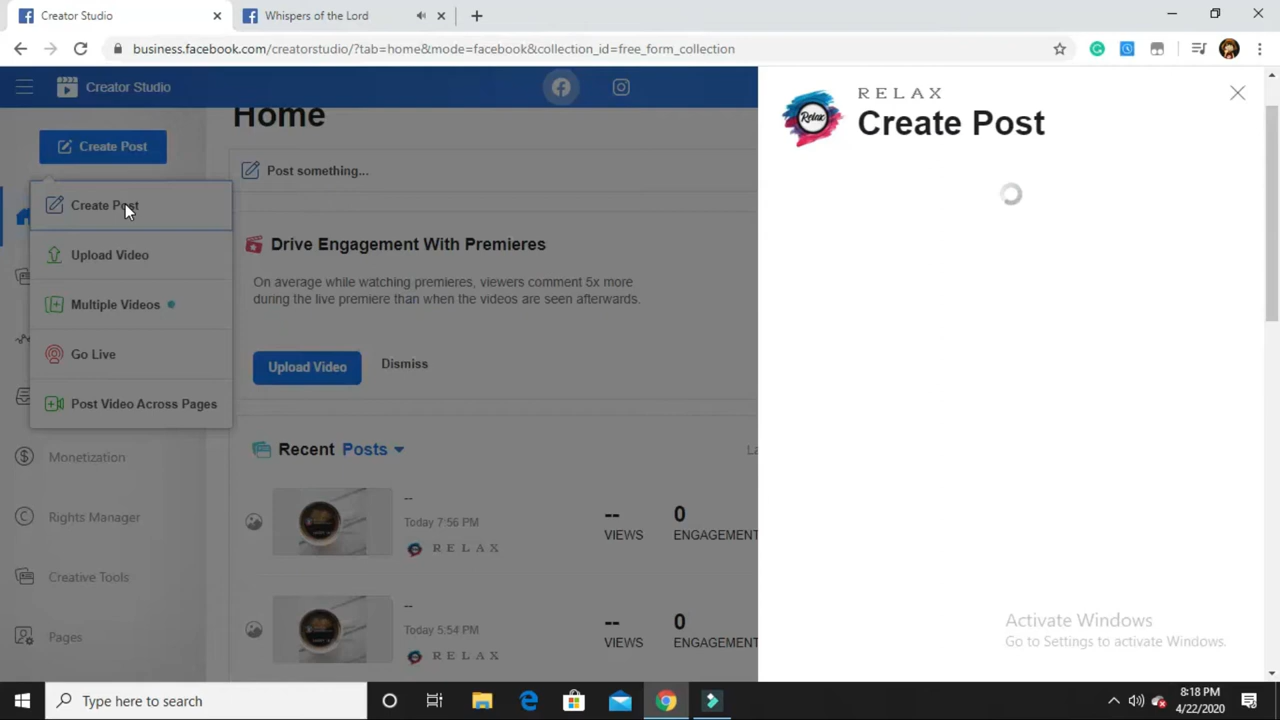 Creator Studio
Whispers of the Lord
business.facebook.com/creatorstudio/?tab=home&mode=facebook&collection_id=free_form_collection
Creator Studio
RELAX
Create Post
Relax
Home
Create Post
Post something...
Create Post
Upload Video
Multiple Videos
Go Live
Post Video Across Pages
Drive Engagement With Premieres
On average while watching premieres, viewers comment 5x more
during the live premiere than when the videos are seen afterwards.
Upload Video
Dismiss
Recent Posts
La
Monetization
Rights Manager
Creative Tools
Pages
--
Today 7:56 PM
RELAX
--
VIEWS
0
ENGAGEMENT
--
Today 5:54 PM
RELAX
--
VIEWS
0
ENGAGEMENT
Activate Windows
Go to Settings to activate Windows.
Type here to search
8:18 PM
4/22/2020